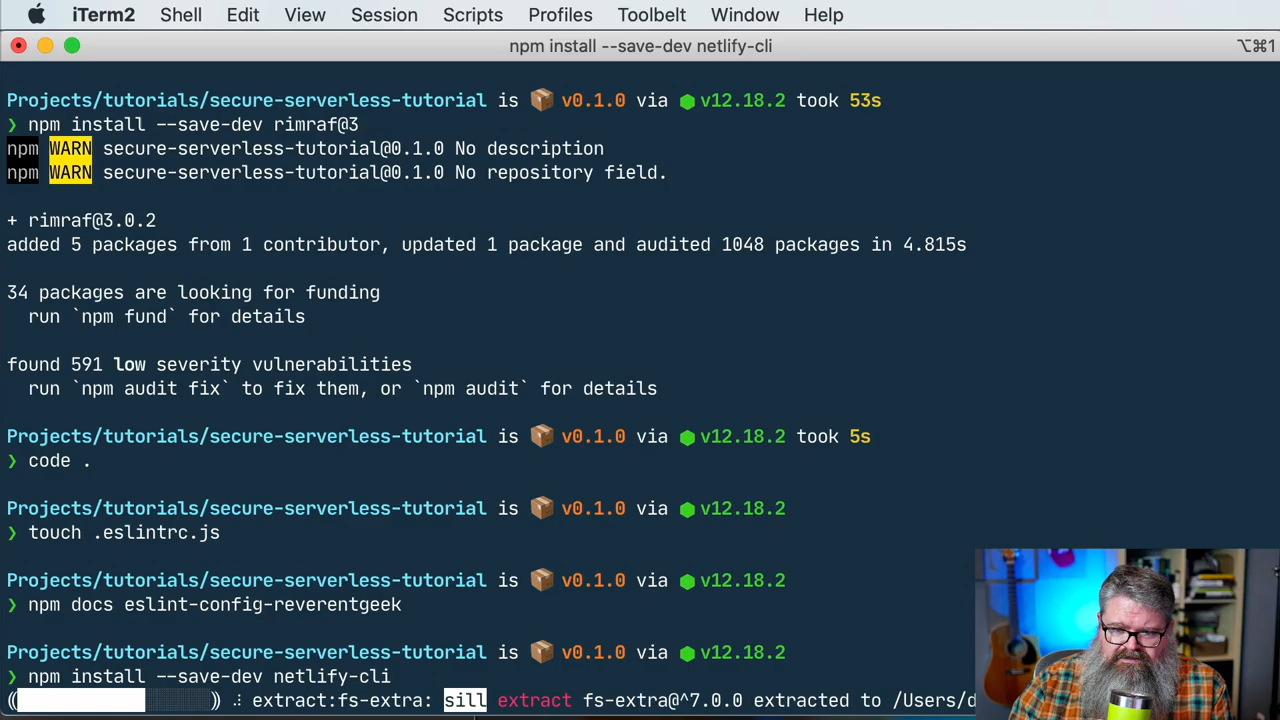 iTerm2 Shell Edit View Session Scripts Profiles Toolbelt Window Help
npm install --save-dev netlify-cli ⌥⌘1
Projects/tutorials/secure-serverless-tutorial is 📦 v0.1.0 via ⬢ v12.18.2 took 53s
❯ npm install --save-dev rimraf@3
npm WARN secure-serverless-tutorial@0.1.0 No description
npm WARN secure-serverless-tutorial@0.1.0 No repository field.
+ rimraf@3.0.2
added 5 packages from 1 contributor, updated 1 package and audited 1048 packages in 4.815s
34 packages are looking for funding
run `npm fund` for details
found 591 low severity vulnerabilities
run `npm audit fix` to fix them, or `npm audit` for details
Projects/tutorials/secure-serverless-tutorial is 📦 v0.1.0 via ⬢ v12.18.2 took 5s
❯ code .
Projects/tutorials/secure-serverless-tutorial is 📦 v0.1.0 via ⬢ v12.18.2
❯ touch .eslintrc.js
Projects/tutorials/secure-serverless-tutorial is 📦 v0.1.0 via ⬢ v12.18.2
❯ npm docs eslint-config-reverentgeek
Projects/tutorials/secure-serverless-tutorial is 📦 v0.1.0 via ⬢ v12.18.2
❯ npm install --save-dev netlify-cli
extract:fs-extra: sill extract fs-extra@^7.0.0 extracted to /Users/d